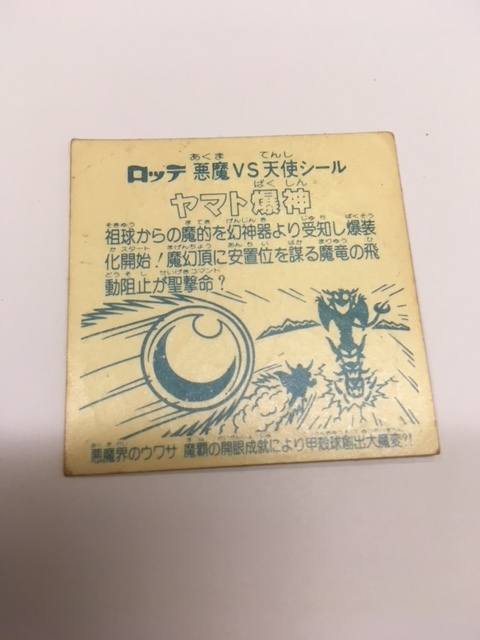 ロッテ 悪魔VS天使シール
ヤマト爆神
祖球からの魔的を幻神器より受知し爆装
化開始！魔幻頂に安置位を謀る魔竜の飛
動阻止が聖撃命？
悪魔界のウワサ 魔覇の開眼成就により甲殻球創出大魔変?!